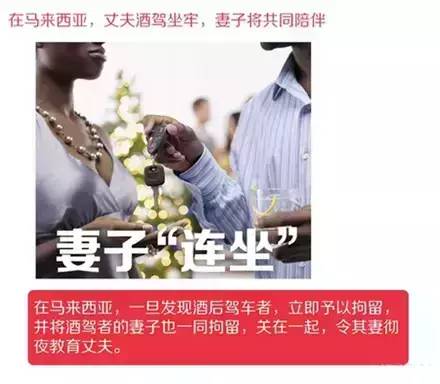 在马来西亚，丈夫酒驾坐牢，妻子将共同陪伴
妻子“连坐”
在马来西亚，一旦发现酒后驾车者，立即予以拘留，
并将酒驾者的妻子也一同拘留，关在一起，令其妻彻
夜教育丈夫。